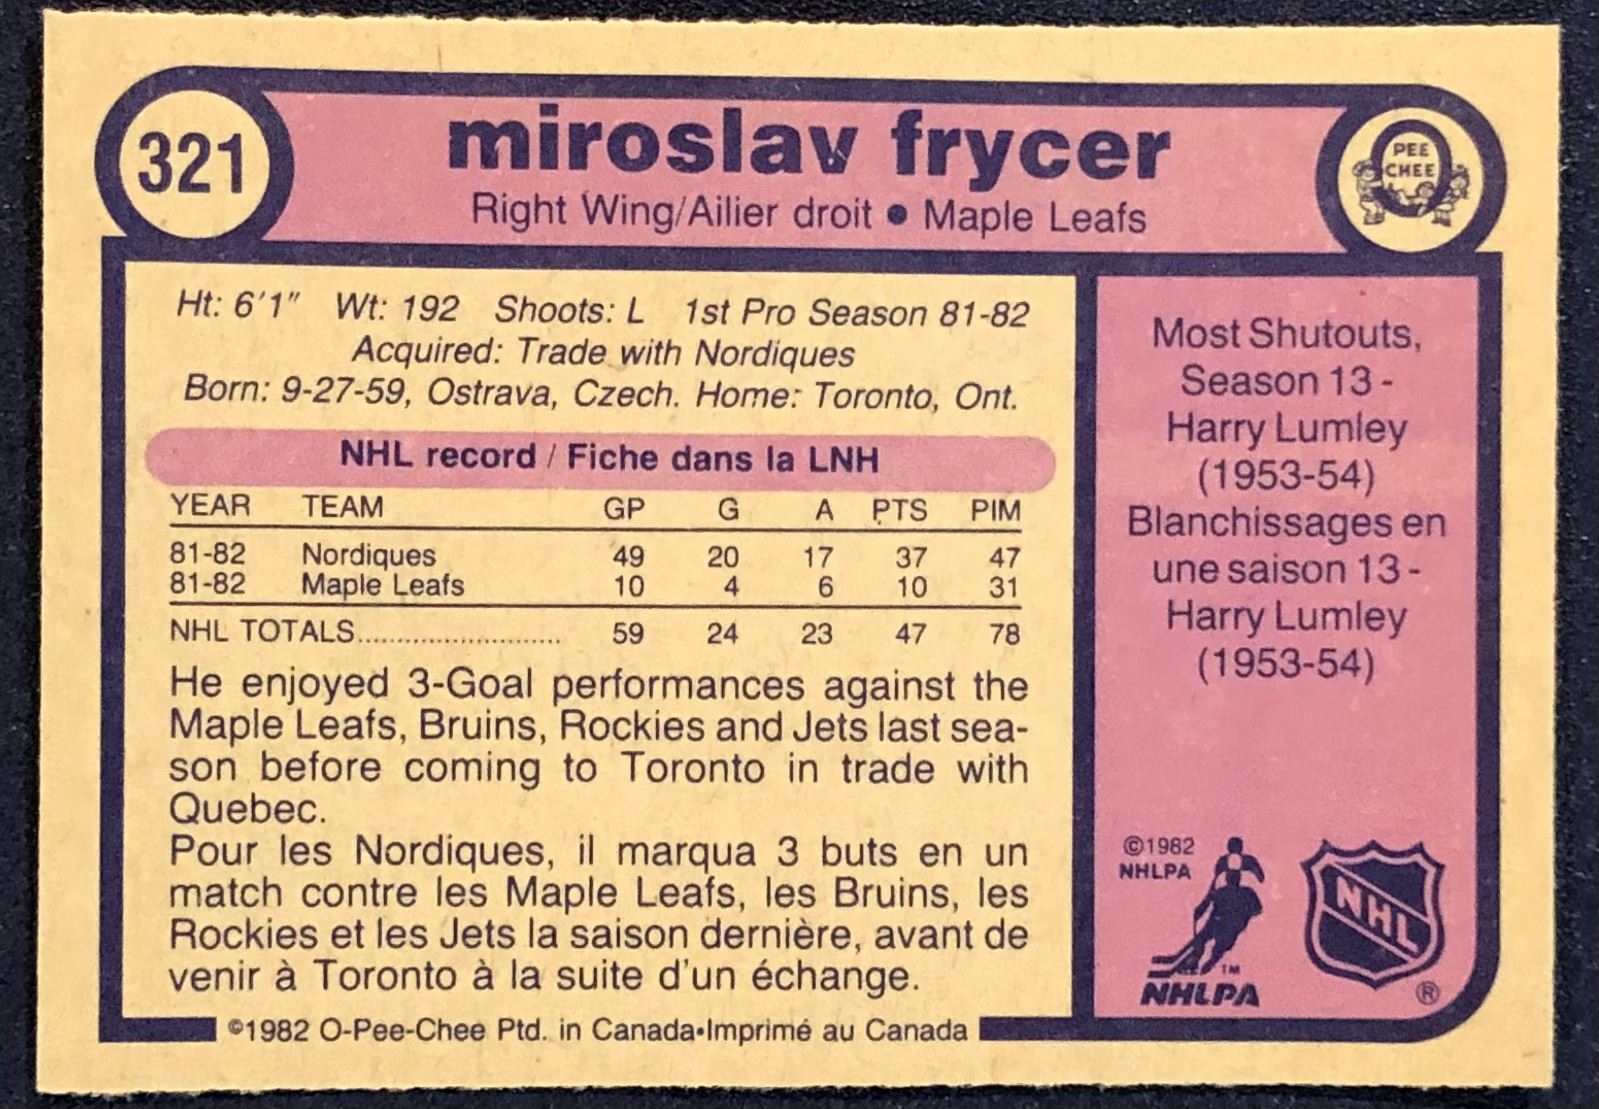 321
miroslav frycer
Right Wing/Ailier droit • Maple Leafs
PEE
CHEE
Ht: 6'1" Wt: 192 Shoots: L 1st Pro Season 81-82
Acquired: Trade with Nordiques
Born: 9-27-59, Ostrava, Czech. Home: Toronto, Ont.
NHL record / Fiche dans la LNH
YEAR TEAM GP G A PTS PIM
81-82 Nordiques 49 20 17 37 47
81-82 Maple Leafs 10 4 6 10 31
NHL TOTALS.......................... 59 24 23 47 78
He enjoyed 3-Goal performances against the
Maple Leafs, Bruins, Rockies and Jets last sea-
son before coming to Toronto in trade with
Quebec.
Pour les Nordiques, il marqua 3 buts en un
match contre les Maple Leafs, les Bruins, les
Rockies et les Jets la saison dernière, avant de
venir à Toronto à la suite d'un échange.
©1982 O-Pee-Chee Ptd. in Canada•Imprimé au Canada
Most Shutouts,
Season 13 -
Harry Lumley
(1953-54)
Blanchissages en
une saison 13 -
Harry Lumley
(1953-54)
©1982
NHLPA
TM
NHLPA
NHL
®